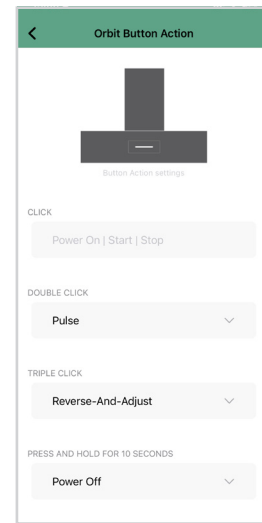 Orbit Button Action
Button Action settings
CLICK
Power On | Start | Stop
DOUBLE CLICK
Pulse
TRIPLE CLICK
Reverse-And-Adjust
PRESS AND HOLD FOR 10 SECONDS
Power Off